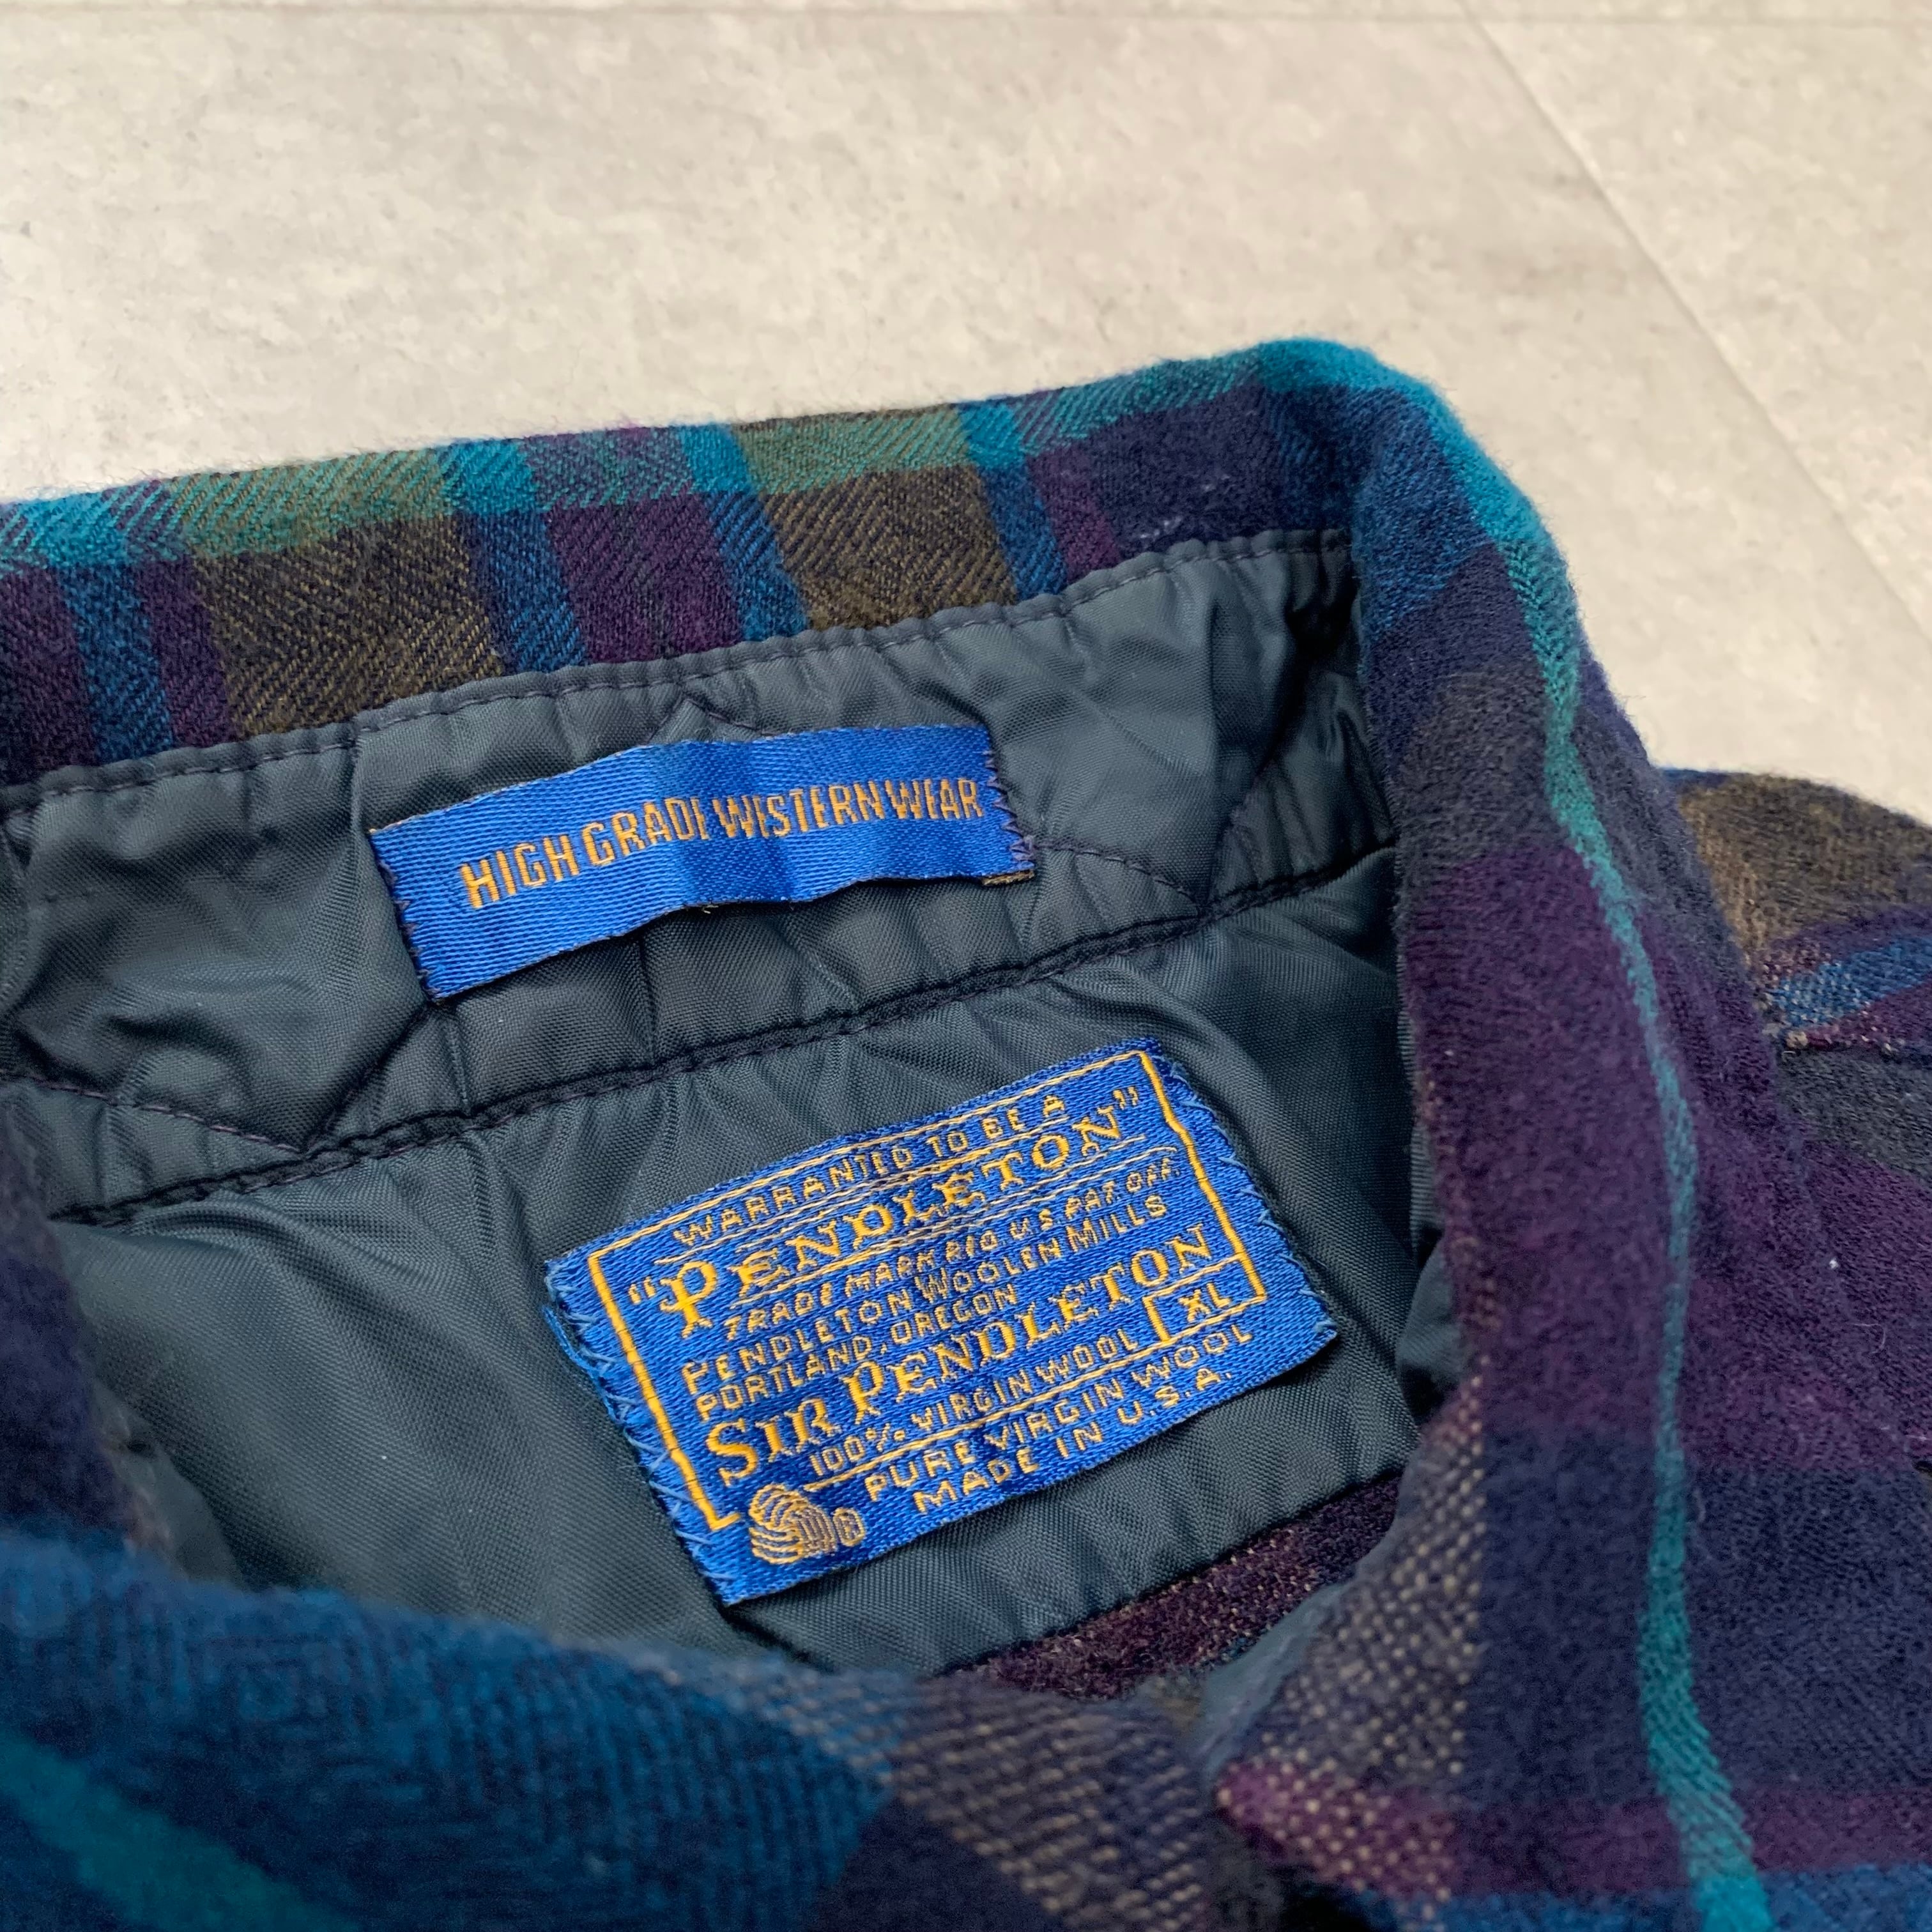 HIGH GRADE WESTERN WEAR
WARRANTED TO BE A
"PENDLETON"
TRADE MARK REG US PAT OFF.
PENDLETON WOOLEN MILLS
PORTLAND, OREGON
SIR PENDLETON
100% VIRGIN WOOL XL
PURE VIRGIN WOOL
MADE IN U.S.A.
®